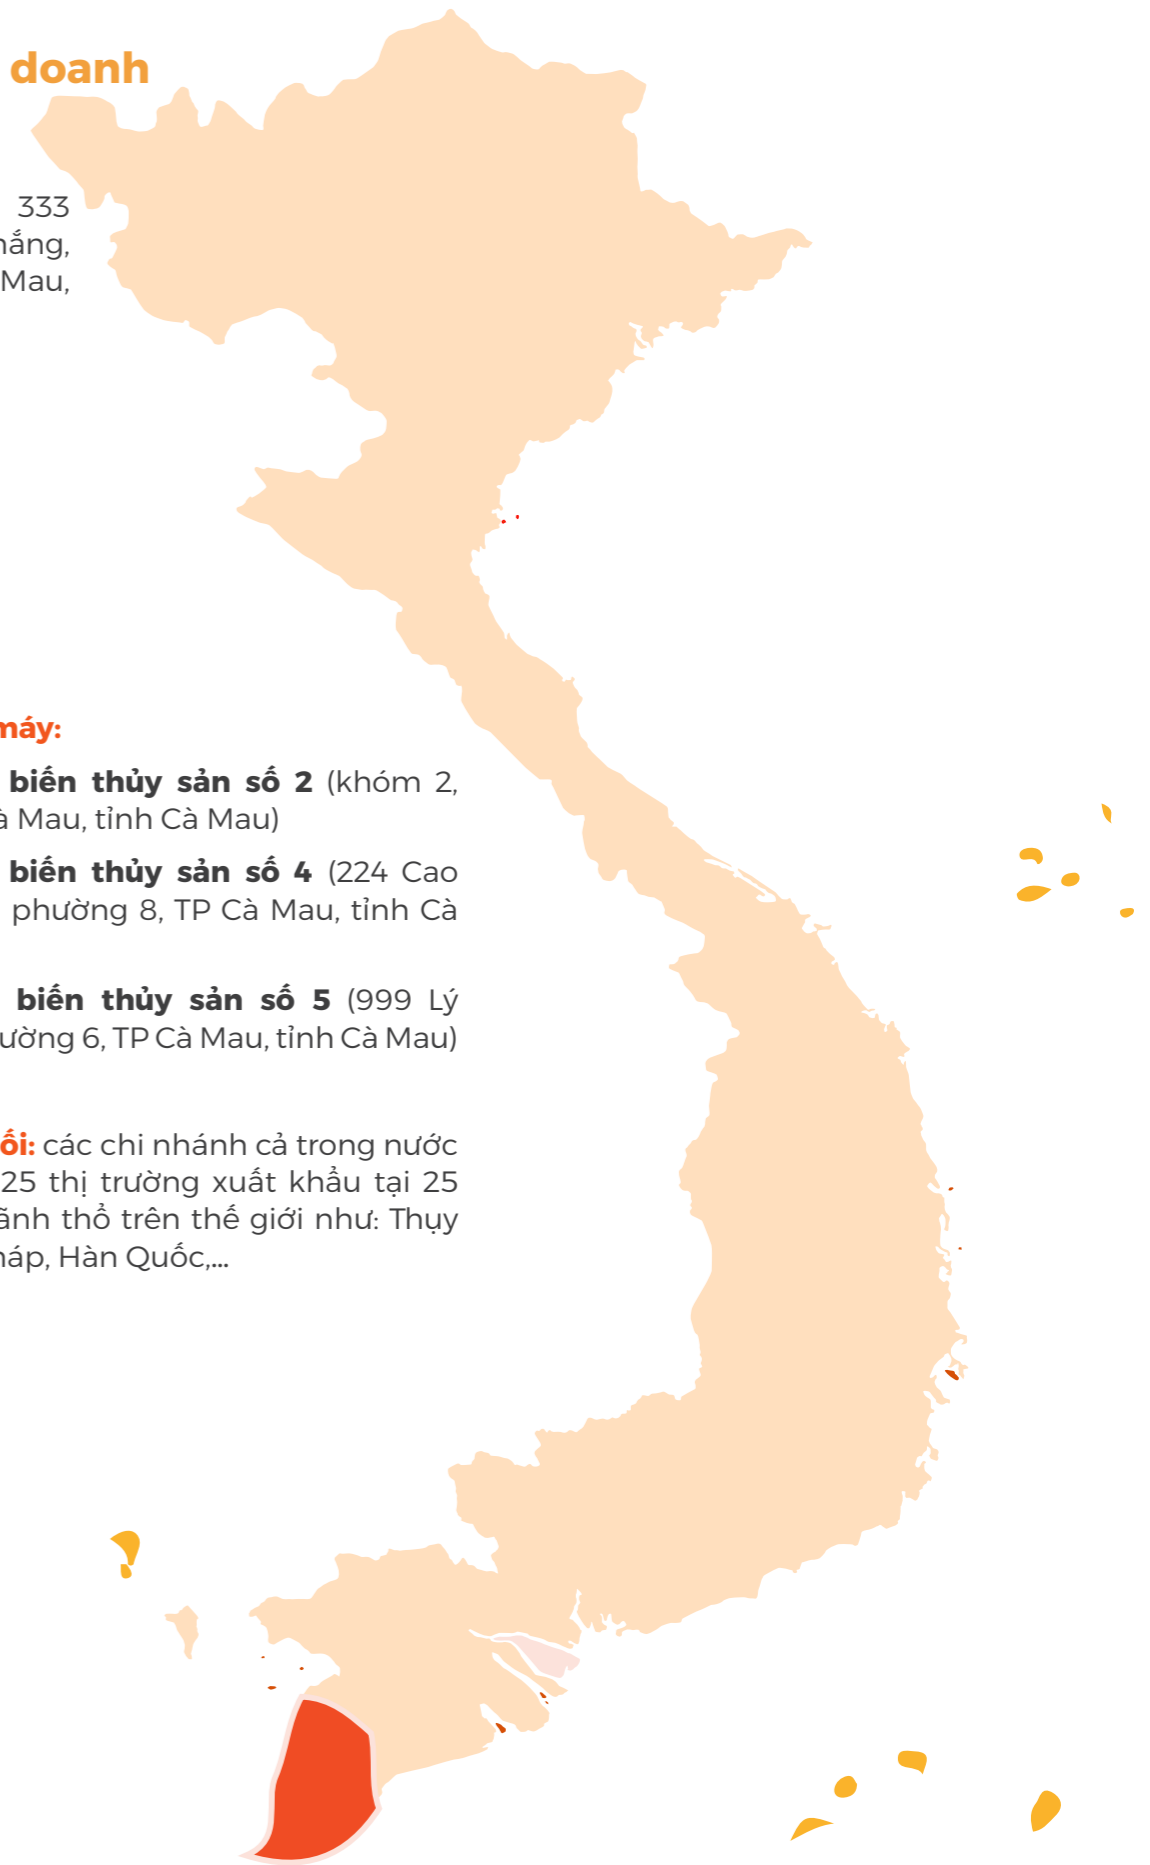 doanh
333
hắng,
Mau,
máy:
biến thủy sản số 2 (khóm 2,
à Mau, tỉnh Cà Mau)
biến thủy sản số 4 (224 Cao
phường 8, TP Cà Mau, tỉnh Cà
biến thủy sản số 5 (999 Lý
ường 6, TP Cà Mau, tỉnh Cà Mau)
ối: các chi nhánh cả trong nước
25 thị trường xuất khẩu tại 25
ãnh thổ trên thế giới như: Thụy
háp, Hàn Quốc,...